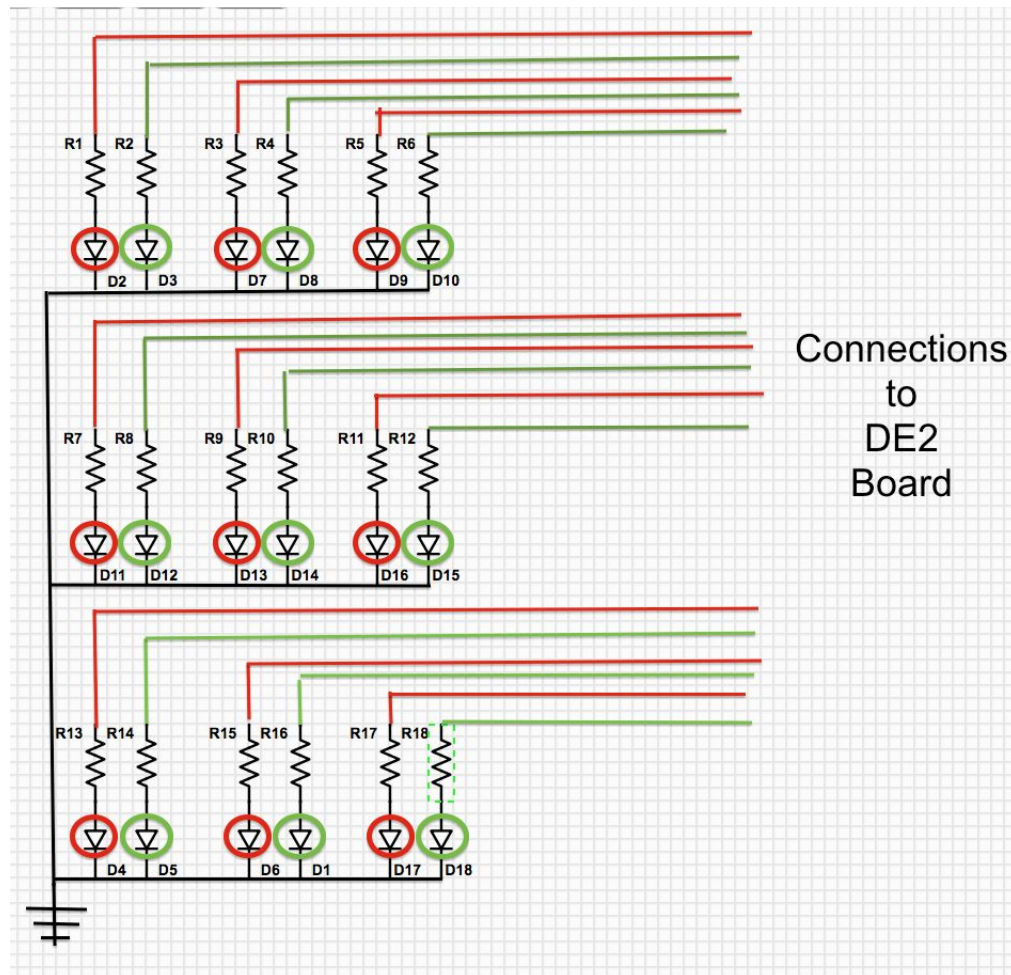 R1 R2 R3 R4 R5 R6
D2 D3 D7 D8 D9 D10
R7 R8 R9 R10 R11 R12
D11 D12 D13 D14 D16 D15
R13 R14 R15 R16 R17 R18
D4 D5 D6 D1 D17 D18
Connections
to
DE2
Board